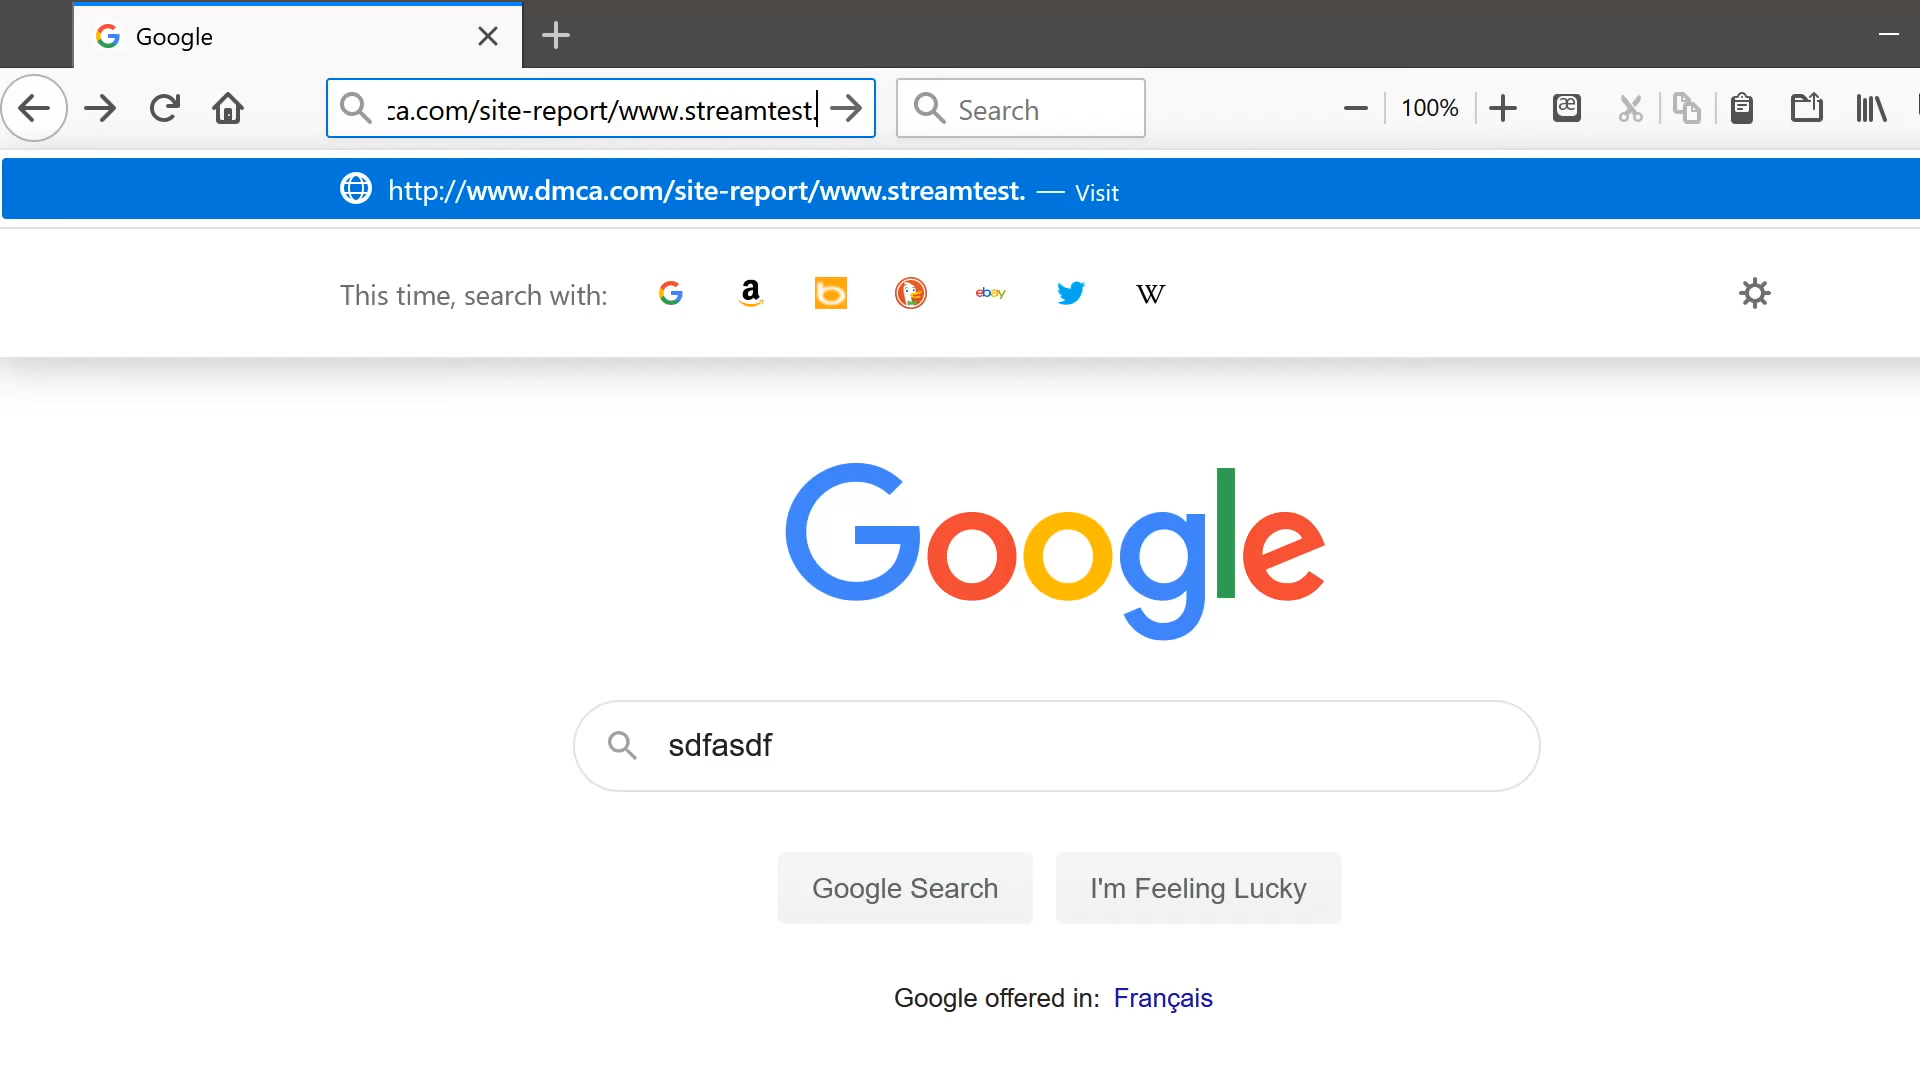 Google
ca.com/site-report/www.streamtest.
Search
100%
æ
http://www.dmca.com/site-report/www.streamtest. — Visit
This time, search with:
a
b
ebay
W
Google
sdfasdf
Google Search
I'm Feeling Lucky
Google offered in: Français